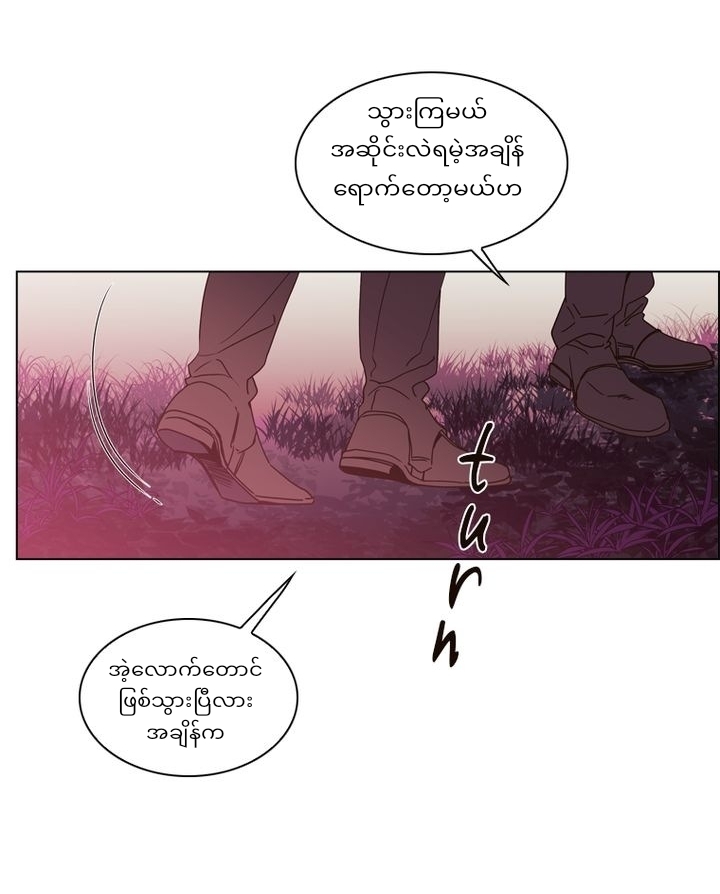 သွားကြမယ်
အဆိုင်းလဲရမဲ့အချိန်
ရောက်တော့မယ်ဟ
turn
အဲ့လောက်တောင်
ဖြစ်သွားပြီလား
အချိန်က